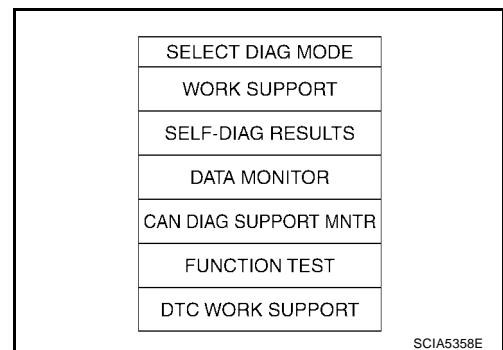 SELECT DIAG MODE
WORK SUPPORT
SELF-DIAG RESULTS
DATA MONITOR
CAN DIAG SUPPORT MNTR
FUNCTION TEST
DTC WORK SUPPORT
SCIA5358E